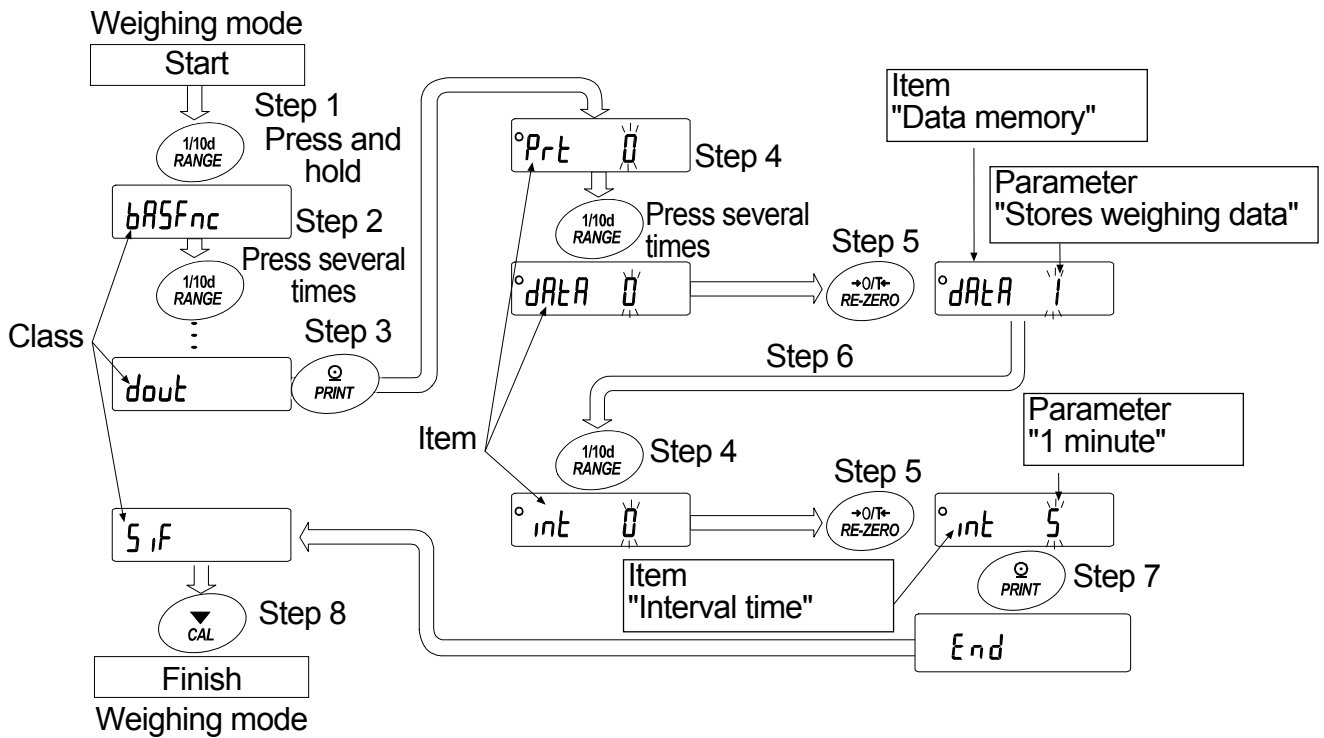 Weighing mode
Start
Step 1
Press and
hold
1/10d
RANGE
bASFnc
Step 2
Press several
times
1/10d
RANGE
Class
dout
Step 3
PRINT
Prt 0
Step 4
1/10d
RANGE
Press several
times
dAtA 0
Step 5
→0/T←
RE-ZERO
Item
"Data memory"
Parameter
"Stores weighing data"
dAtA 1
Step 6
Item
1/10d
RANGE
Step 4
int 0
Step 5
→0/T←
RE-ZERO
Parameter
"1 minute"
int 5
Item
"Interval time"
PRINT
Step 7
End
SiF
CAL
Step 8
Finish
Weighing mode